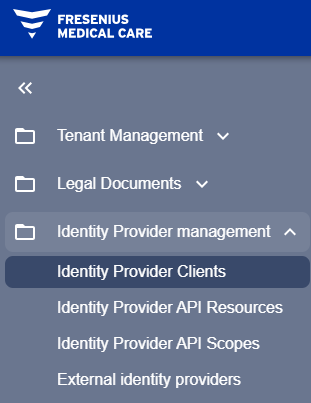 FRESENIUS
MEDICAL CARE
Tenant Management
Legal Documents
Identity Provider management
Identity Provider Clients
Identity Provider API Resources
Identity Provider API Scopes
External identity providers